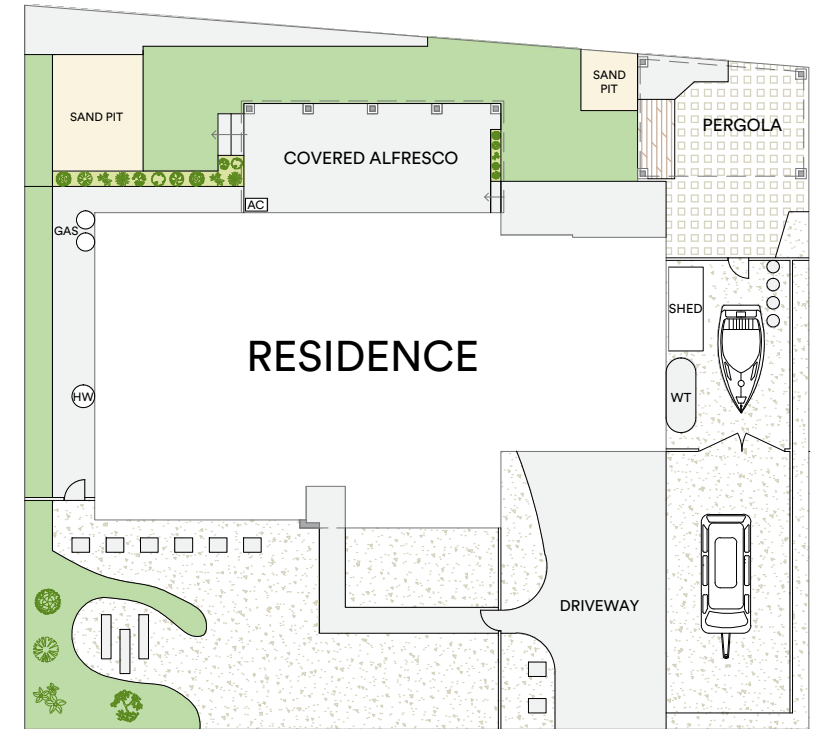 SAND
PIT
SAND PIT
PERGOLA
COVERED ALFRESCO
AC
GAS
SHED
RESIDENCE
HW
WT
DRIVEWAY